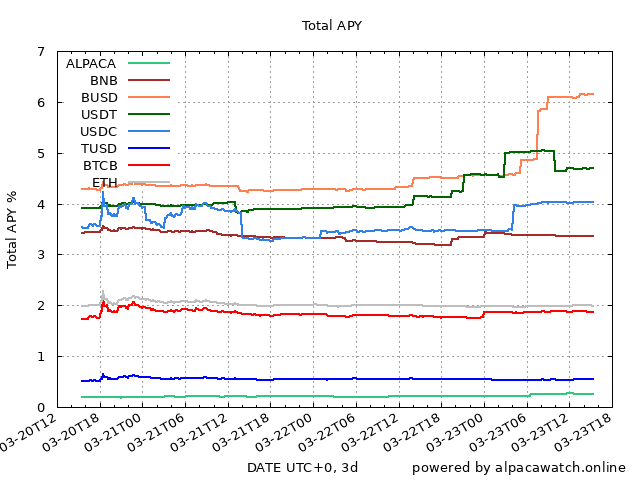 Total APY
Total APY %
7
6
5
4
3
2
1
0
ALPACA
BNB
BUSD
USDT
USDC
TUSD
BTCB
ETH
03-20T12
03-20T18
03-21T00
03-21T06
03-21T12
03-21T18
03-22T00
03-22T06
03-22T12
03-22T18
03-23T00
03-23T06
03-23T12
03-23T18
DATE UTC+0, 3d
powered by alpacawatch.online